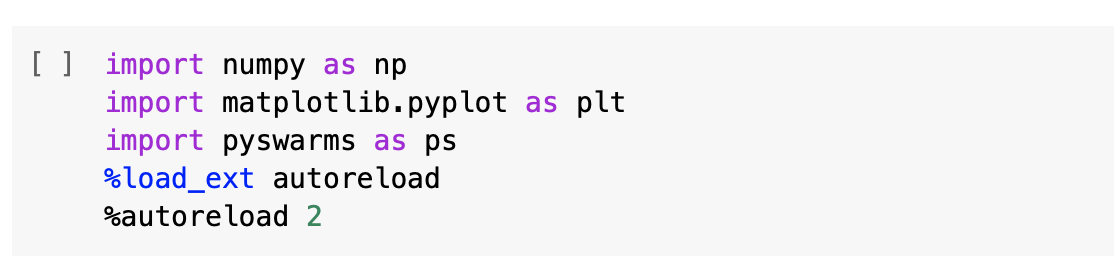 [ ] import numpy as np
import matplotlib.pyplot as plt
import pyswarms as ps
%load_ext autoreload
%autoreload 2